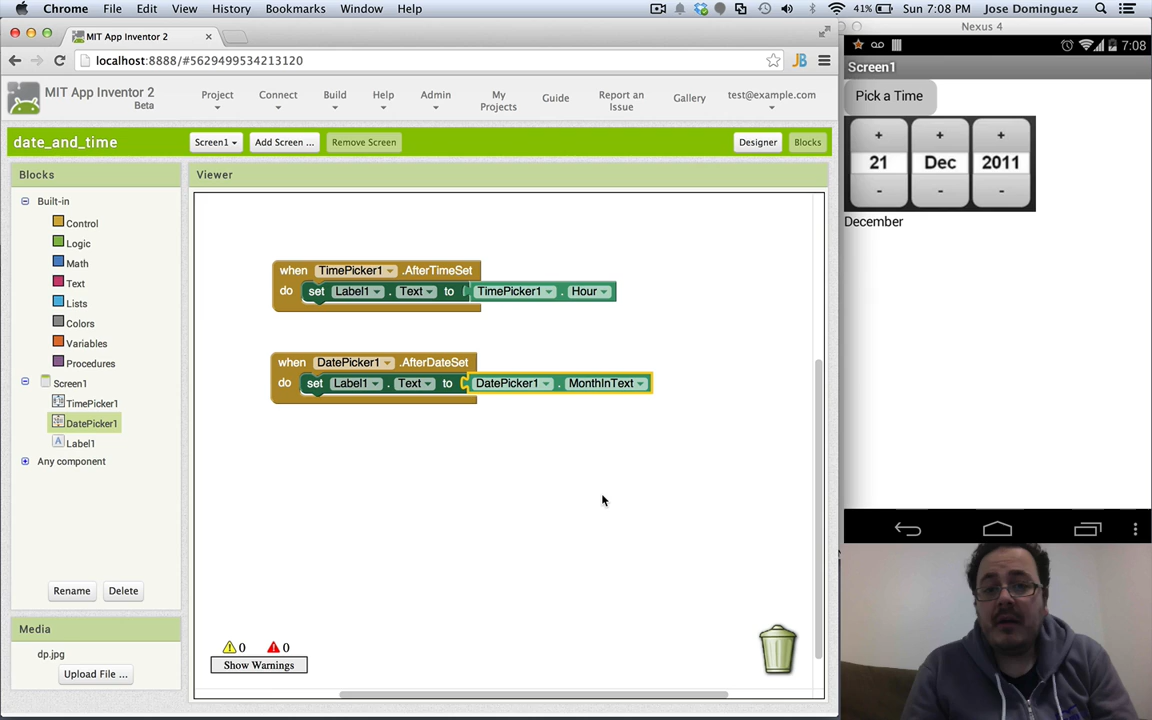 Chrome File Edit View History Bookmarks Window Help 41% Sun 7:08 PM Jose Dominguez
MIT App Inventor 2
localhost:8888/#5629499534213120
MIT App Inventor 2
Beta
Project Connect Build Help Admin My Projects Guide Report an Issue Gallery test@example.com
date_and_time Screen1 Add Screen ... Remove Screen Designer Blocks
Blocks
Built-in
Control
Logic
Math
Text
Lists
Colors
Variables
Procedures
Screen1
TimePicker1
DatePicker1
Label1
Any component
Rename Delete
Media
dp.jpg
Upload File ...
Viewer
when TimePicker1 .AfterTimeSet
do set Label1 . Text to TimePicker1 . Hour
when DatePicker1 .AfterDateSet
do set Label1 . Text to DatePicker1 . MonthInText
0 0
Show Warnings
Nexus 4
7:08
Screen1
Pick a Time
+ + +
21 Dec 2011
- - -
December